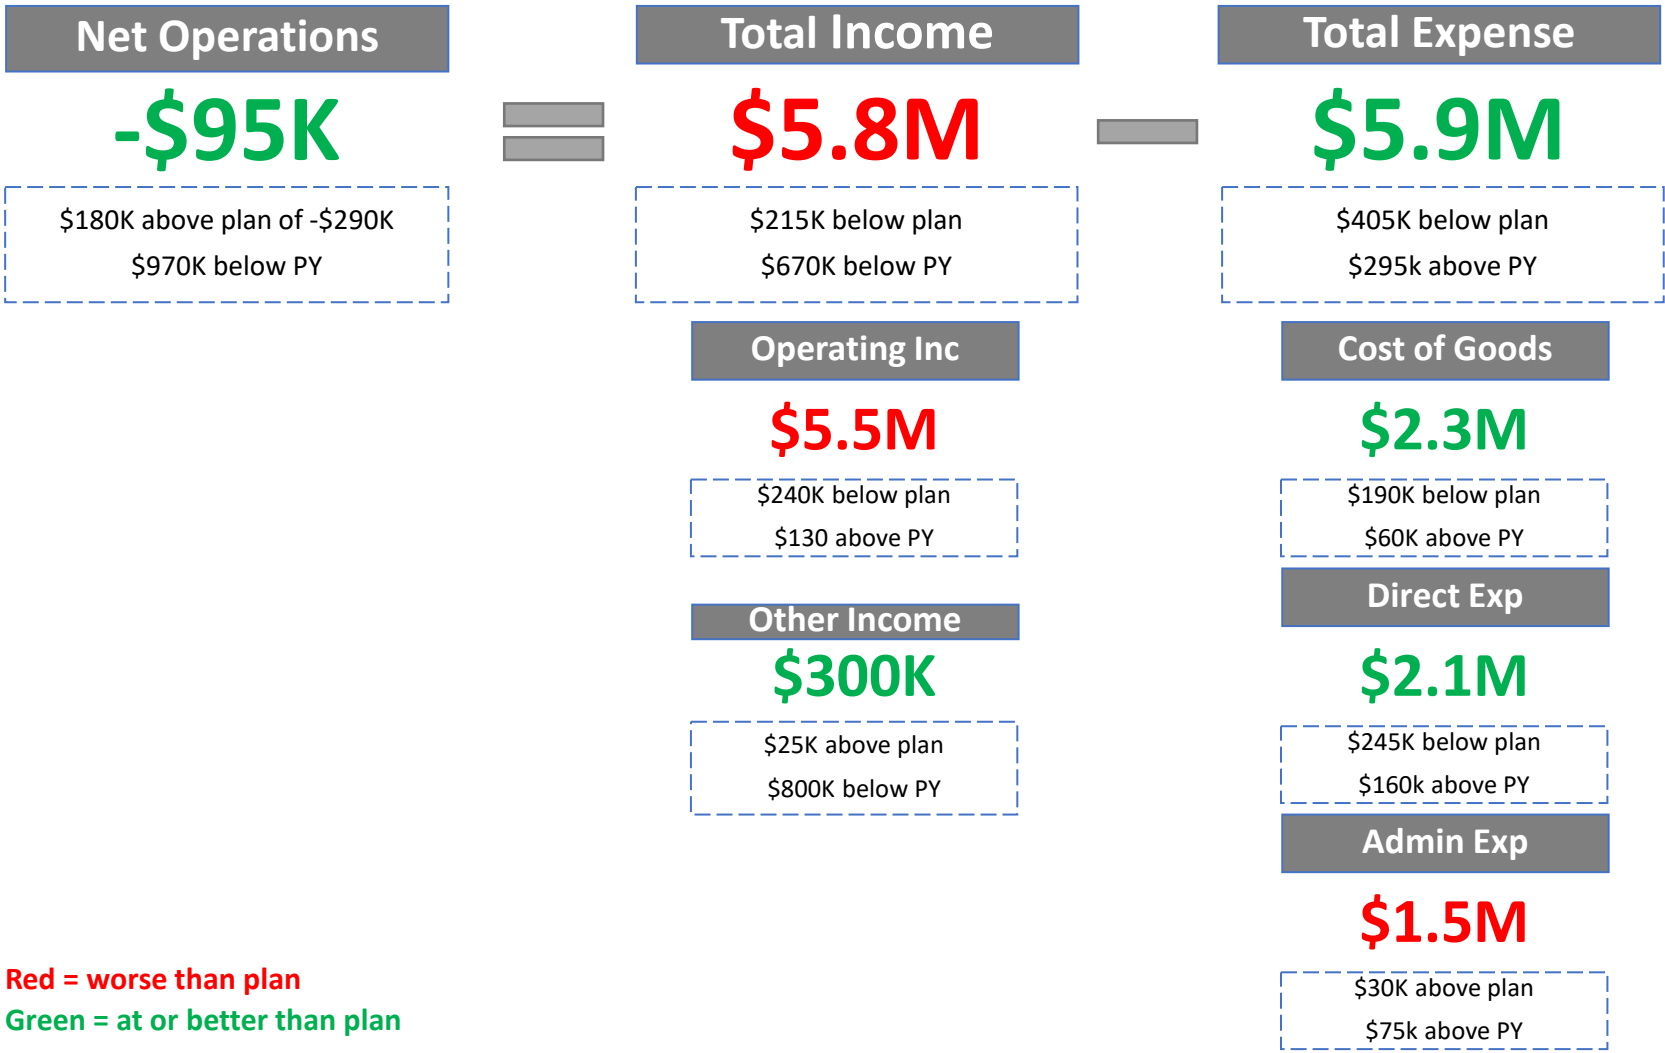 Net Operations
-$95K
$180K above plan of -$290K
$970K below PY
Total Income
$5.8M
$215K below plan
$670K below PY
Operating Inc
$5.5M
$240K below plan
$130 above PY
Other Income
$300K
$25K above plan
$800K below PY
Total Expense
$5.9M
$405K below plan
$295k above PY
Cost of Goods
$2.3M
$190K below plan
$60K above PY
Direct Exp
$2.1M
$245K below plan
$160k above PY
Admin Exp
$1.5M
$30K above plan
$75k above PY
Red = worse than plan
Green = at or better than plan